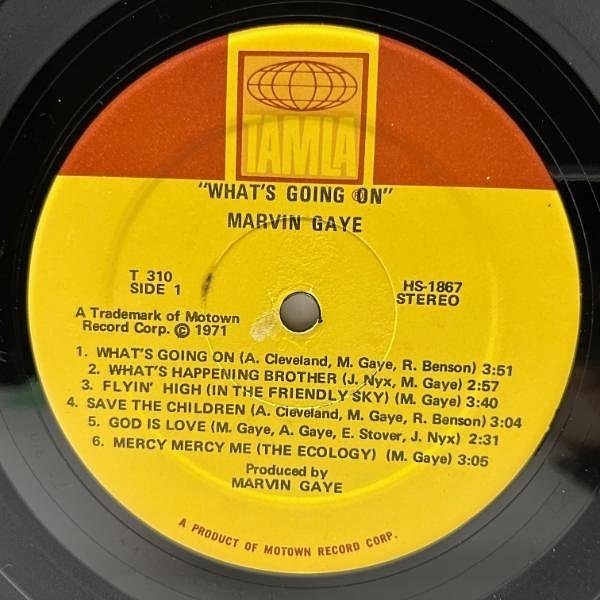 TAMLA
"WHAT'S GOING ON"
MARVIN GAYE
T 310
SIDE 1
HS-1867
STEREO
A Trademark of Motown
Record Corp. © 1971
1. WHAT'S GOING ON (A. Cleveland, M. Gaye, R. Benson) 3:51
2. WHAT'S HAPPENING BROTHER (J. Nyx, M. Gaye) 2:57
3. FLYIN' HIGH (IN THE FRIENDLY SKY) (M. Gaye) 3:40
4. SAVE THE CHILDREN (A. Cleveland, M. Gaye, R. Benson) 3:04
5. GOD IS LOVE (M. Gaye, A. Gaye, E. Stover, J. Nyx) 2:31
6. MERCY MERCY ME (THE ECOLOGY) (M. Gaye) 3:05
Produced by
MARVIN GAYE
A PRODUCT OF MOTOWN RECORD CORP.